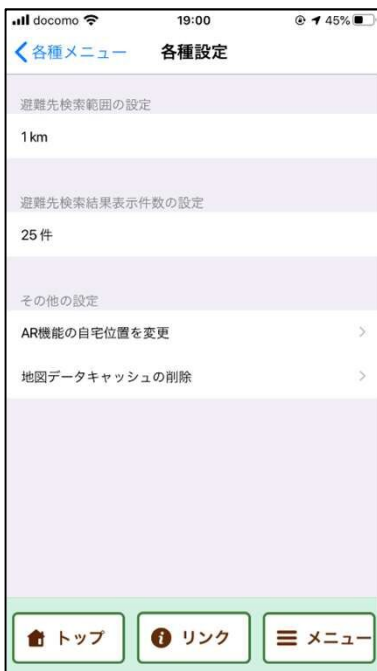 docomo 19:00 45%
各種メニュー 各種設定
避難先検索範囲の設定
1km
避難先検索結果表示件数の設定
25件
その他の設定
AR機能の自宅位置を変更
地図データキャッシュの削除
トップ リンク メニュー